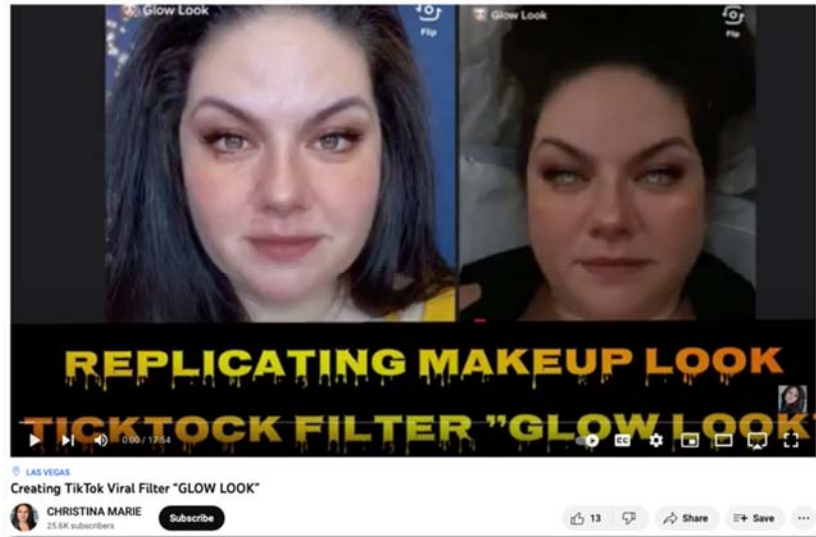 Glow Look
Flip
Glow Look
Flip
REPLICATING MAKEUP LOOK
TICKTOCK FILTER "GLOW LOOK"
0:00 / 17:54
CC
LAS VEGAS
Creating TikTok Viral Filter "GLOW LOOK"
CHRISTINA MARIE
25.6K subscribers
Subscribe
13
Share
Save